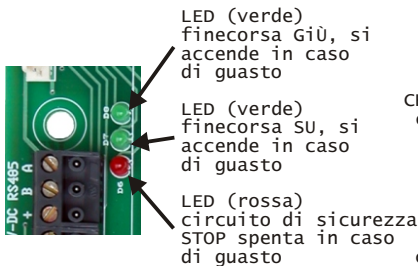 LED (verde)
finecorsa GiÙ, si
accende in caso
di guasto
LED (verde)
finecorsa SU, si
accende in caso
di guasto
LED (rossa)
circuito di sicurezza
STOP spenta in caso
di guasto
D8
D7
D6
A
B
+
-DC RS485